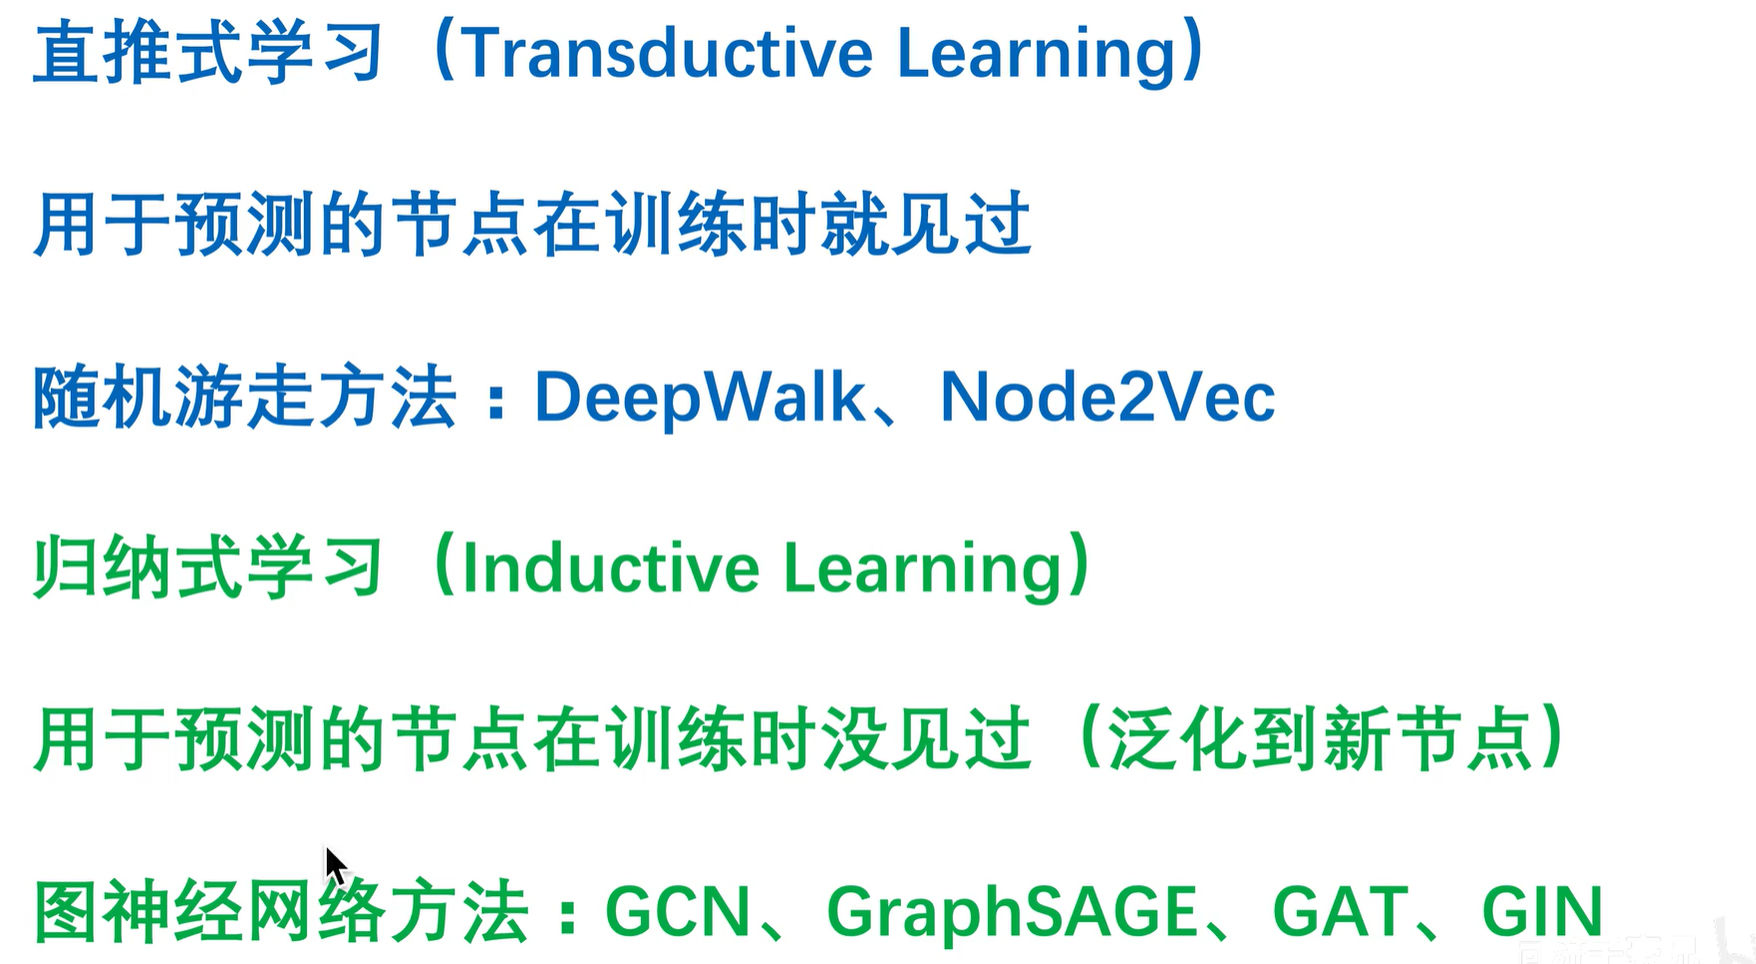 直推式学习（Transductive Learning）
用于预测的节点在训练时就见过
随机游走方法：DeepWalk、Node2Vec
归纳式学习（Inductive Learning）
用于预测的节点在训练时没见过（泛化到新节点）
图神经网络方法：GCN、GraphSAGE、GAT、GIN